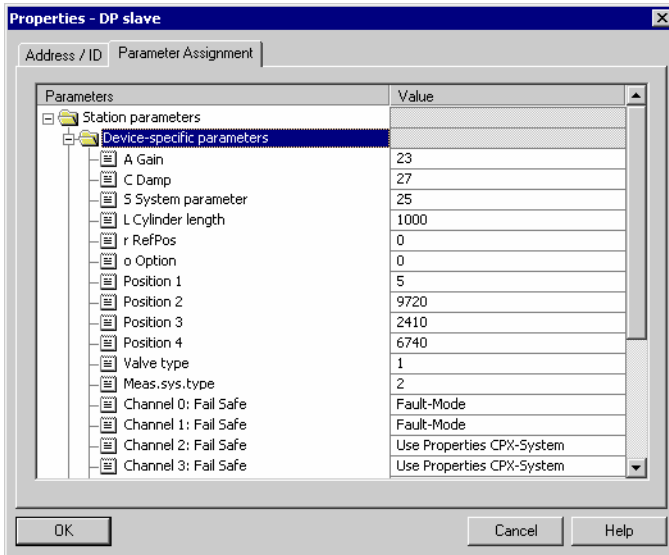 Properties - DP slave
Address / ID Parameter Assignment
Parameters Value
Station parameters
Device-specific parameters
A Gain 23
C Damp 27
S System parameter 25
L Cylinder length 1000
r RefPos 0
o Option 0
Position 1 5
Position 2 9720
Position 3 2410
Position 4 6740
Valve type 1
Meas.sys.type 2
Channel 0: Fail Safe Fault-Mode
Channel 1: Fail Safe Fault-Mode
Channel 2: Fail Safe Use Properties CPX-System
Channel 3: Fail Safe Use Properties CPX-System
OK Cancel Help